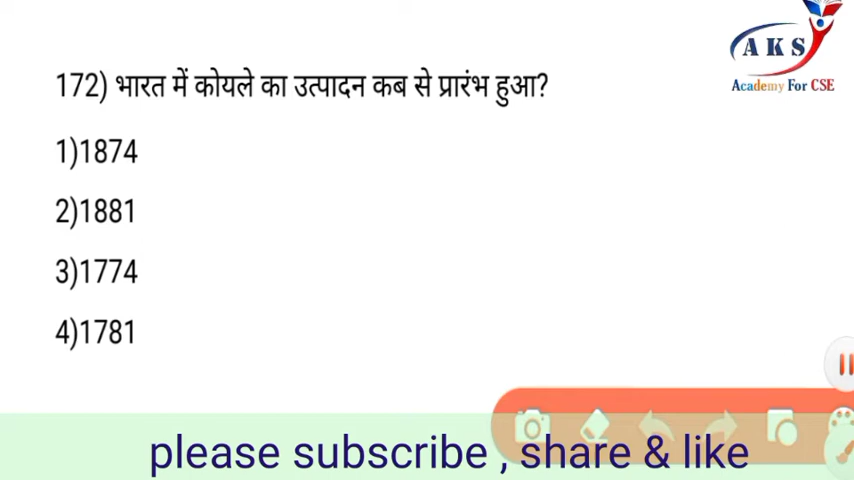 AKS
Academy For CSE
172) भारत में कोयले का उत्पादन कब से प्रारंभ हुआ?
1)1874
2)1881
3)1774
4)1781
please subscribe , share & like